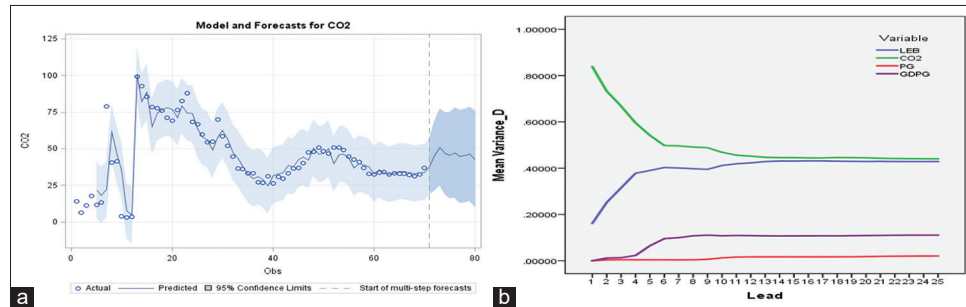 Model and Forecasts for CO2
125
100
75
50
25
0
CO2
0 20 40 60 80
Obs
Actual Predicted 95% Confidence Limits Start of multi-step forecasts
a
1.00000
.80000
.60000
.40000
.20000
.00000
Mean Variance_D
Variable
LEB
CO2
PG
GDPG
1 2 3 4 5 6 7 8 9 10 11 12 13 14 15 16 17 18 19 20 21 22 23 24 25
Lead
b